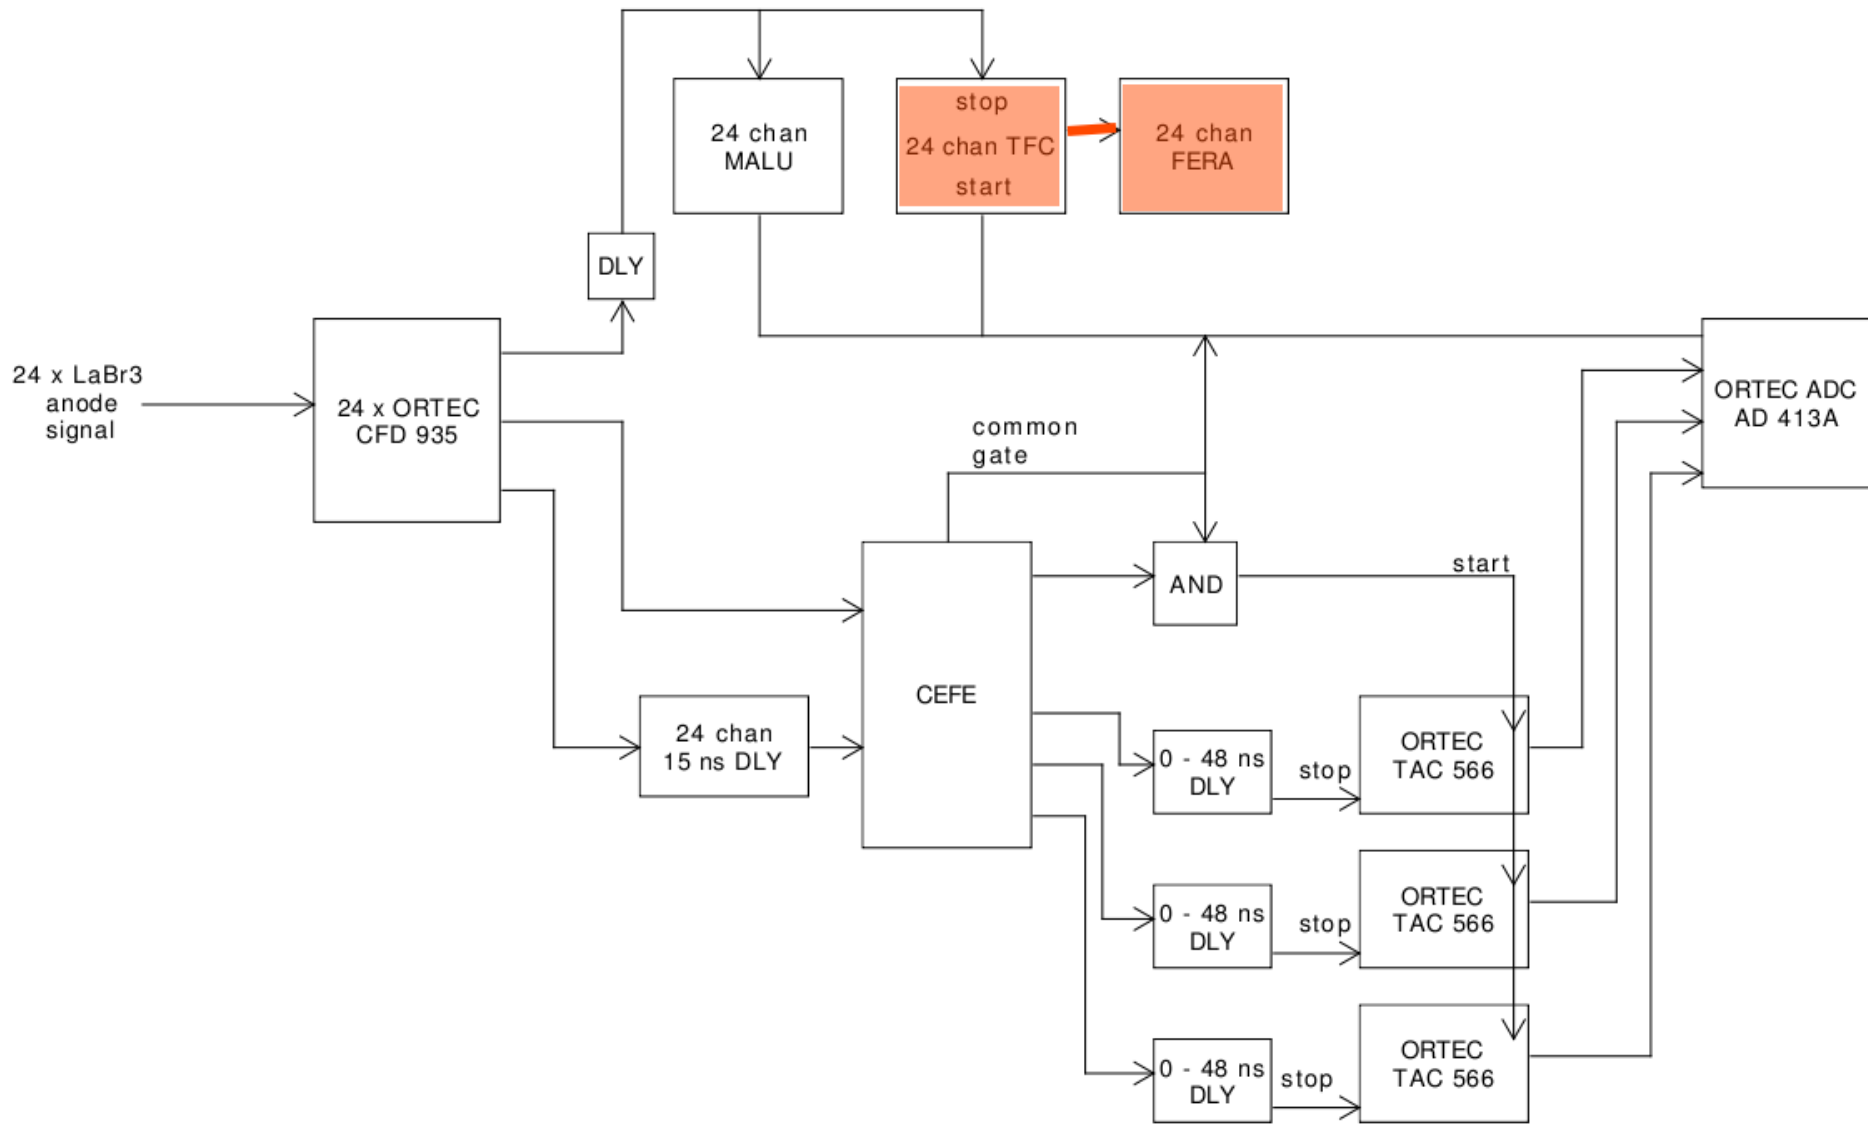 stop
24 chan
MALU
24 chan TFC
24 chan
FERA
start
DLY
24 x LaBr3
anode
signal
24 x ORTEC
CFD 935
ORTEC ADC
AD 413A
common
gate
start
AND
CEFE
24 chan
15 ns DLY
0 - 48 ns
DLY
stop
ORTEC
TAC 566
0 - 48 ns
DLY
stop
ORTEC
TAC 566
0 - 48 ns
DLY
stop
ORTEC
TAC 566